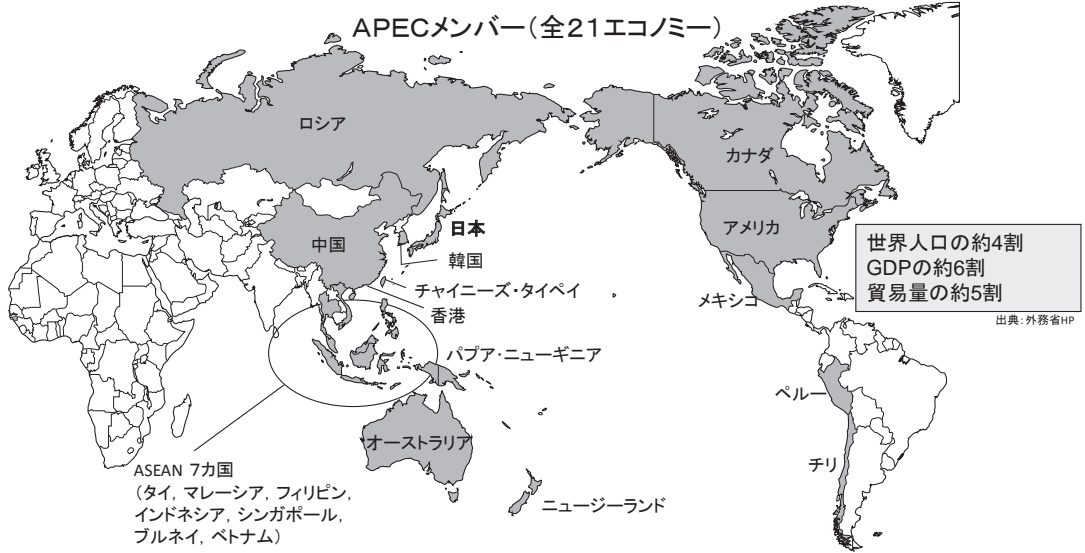 APECメンバー（全２１エコノミー）
ロシア
カナダ
日本
アメリカ
中国
韓国
世界人口の約4割
GDPの約6割
貿易量の約5割
チャイニーズ・タイペイ
メキシコ
香港
出典：外務省HP
パプア・ニューギニア
ペルー
オーストラリア
チリ
ASEAN 7カ国
（タイ，マレーシア，フィリピン，
インドネシア，シンガポール，
ブルネイ，ベトナム）
ニュージーランド